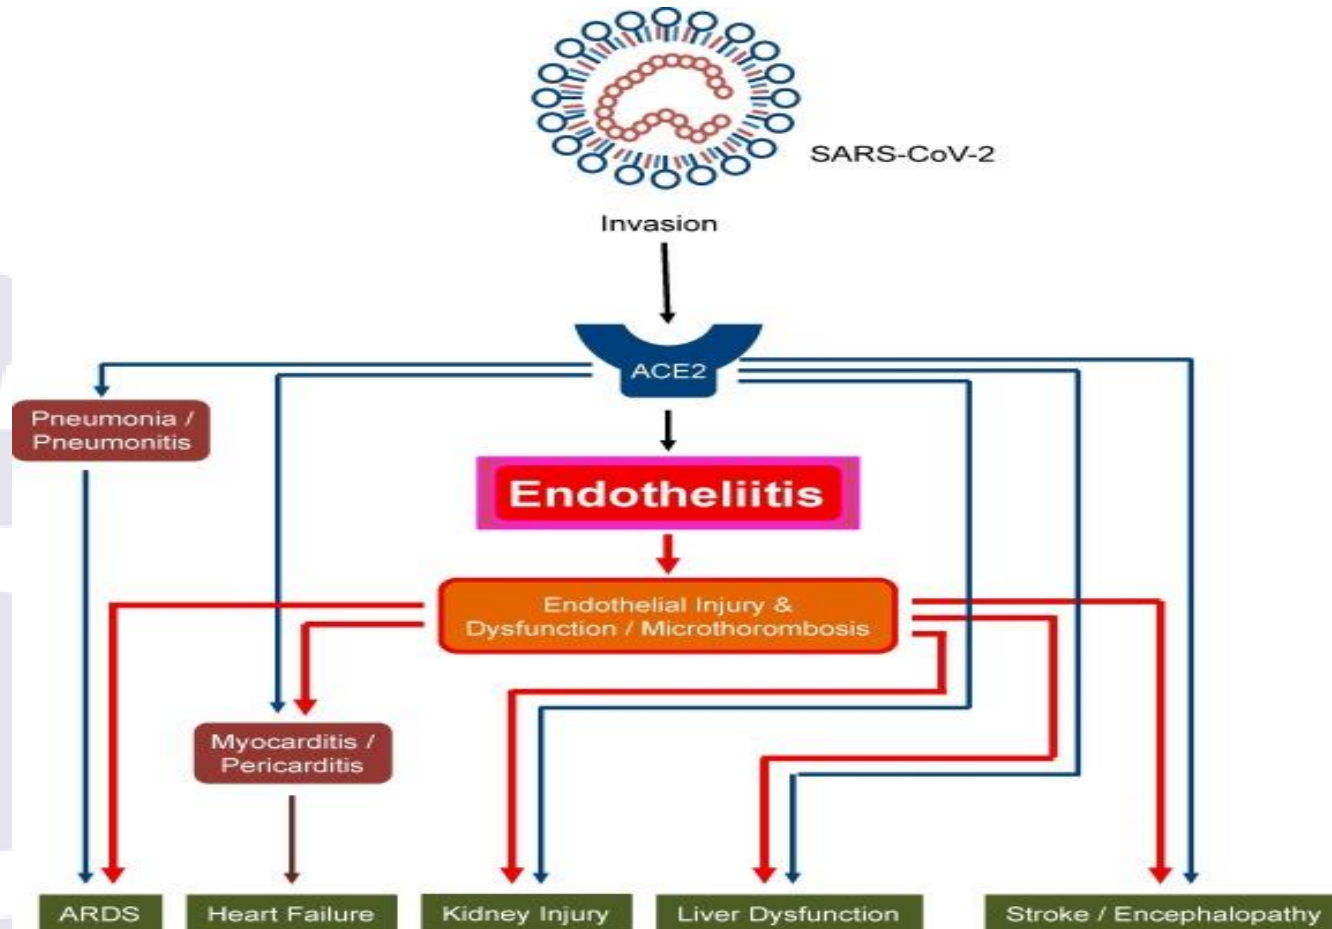 SARS-CoV-2
Invasion
ACE2
Pneumonia /
Pneumonitis
Endotheliitis
Endothelial Injury &
Dysfunction / Microthorombosis
Myocarditis /
Pericarditis
ARDS
Heart Failure
Kidney Injury
Liver Dysfunction
Stroke / Encephalopathy